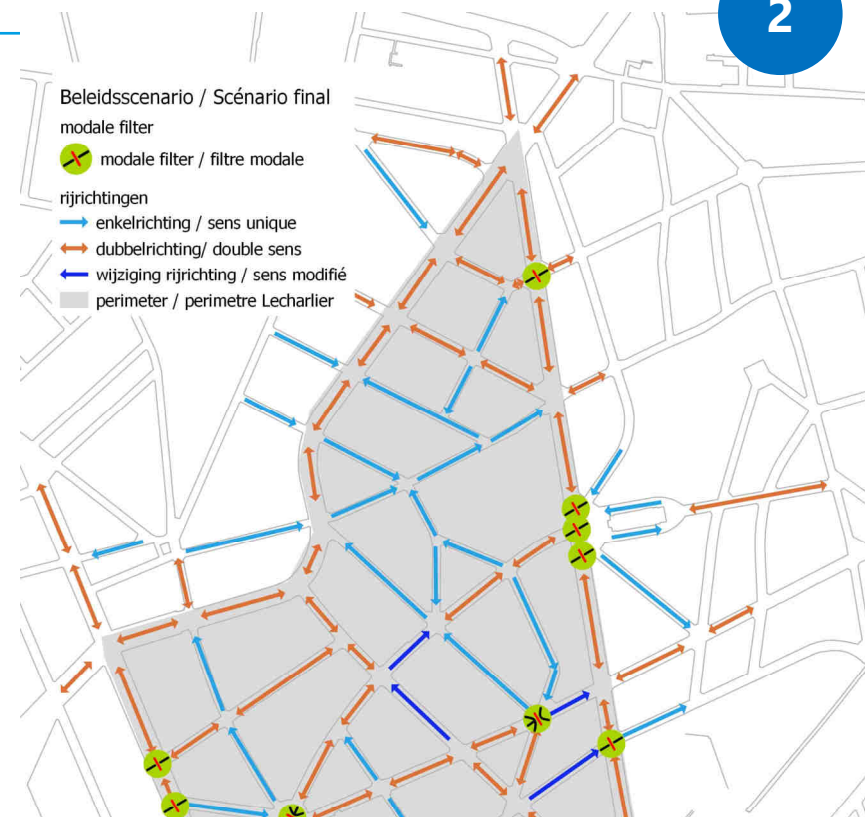 2
Beleidsscenario / Scénario final
modale filter
modale filter / filtre modale
rijrichtingen
enkelrichting / sens unique
dubbelrichting/ double sens
wijziging rijrichting / sens modifié
perimeter / perimetre Lecharlier